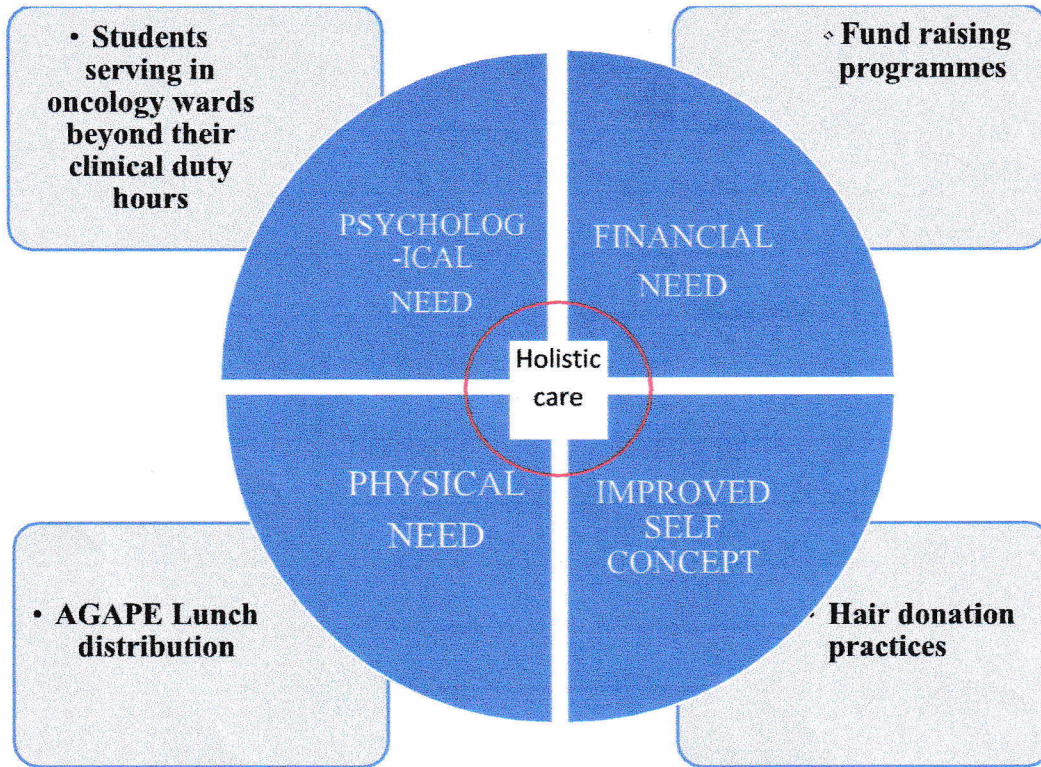 • Students
serving in
oncology wards
beyond their
clinical duty
hours
• Fund raising
programmes
PSYCHOLOG
-ICAL
NEED
FINANCIAL
NEED
Holistic
care
PHYSICAL
NEED
IMPROVED
SELF
CONCEPT
• AGAPE Lunch
distribution
• Hair donation
practices